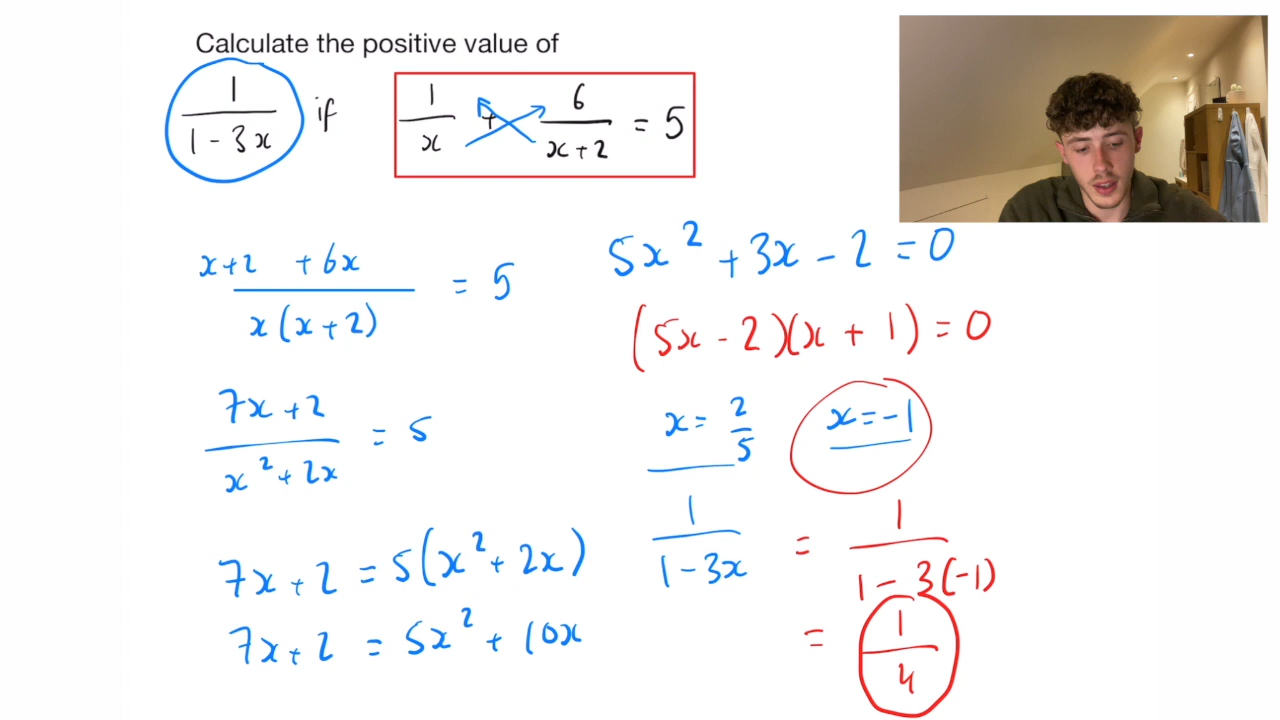 Calculate the positive value of
1/(1 - 3x) if 1/x + 6/(x + 2) = 5
(x+2 +6x)/(x(x+2)) = 5
(7x+2)/(x²+2x) = 5
7x+2 = 5(x²+2x)
7x+2 = 5x² + 10x
5x² + 3x - 2 = 0
(5x - 2)(x + 1) = 0
x = 2/5 x = -1
1/(1-3x) = 1/(1-3(-1))
= 1/4